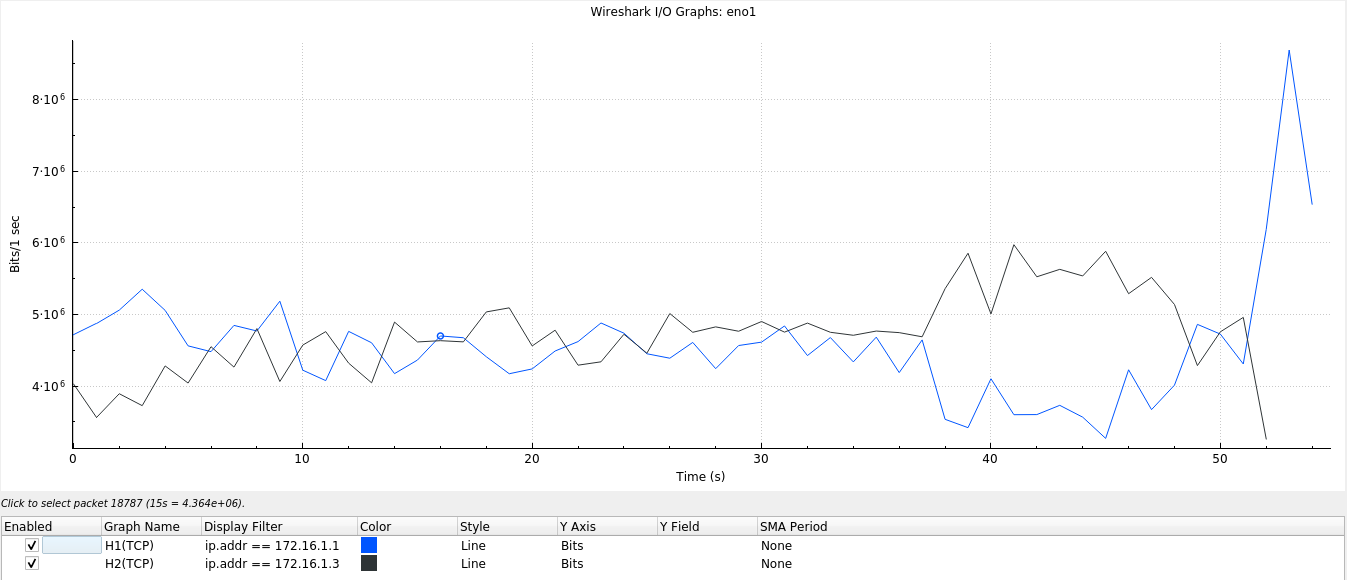 Wireshark I/O Graphs: eno1
8·10⁶
7·10⁶
6·10⁶
5·10⁶
4·10⁶
Bits/1 sec
0 10 20 30 40 50
Time (s)
Click to select packet 18787 (15s = 4.364e+06).
Enabled Graph Name Display Filter Color Style Y Axis Y Field SMA Period
H1(TCP) ip.addr == 172.16.1.1 Line Bits None
H2(TCP) ip.addr == 172.16.1.3 Line Bits None